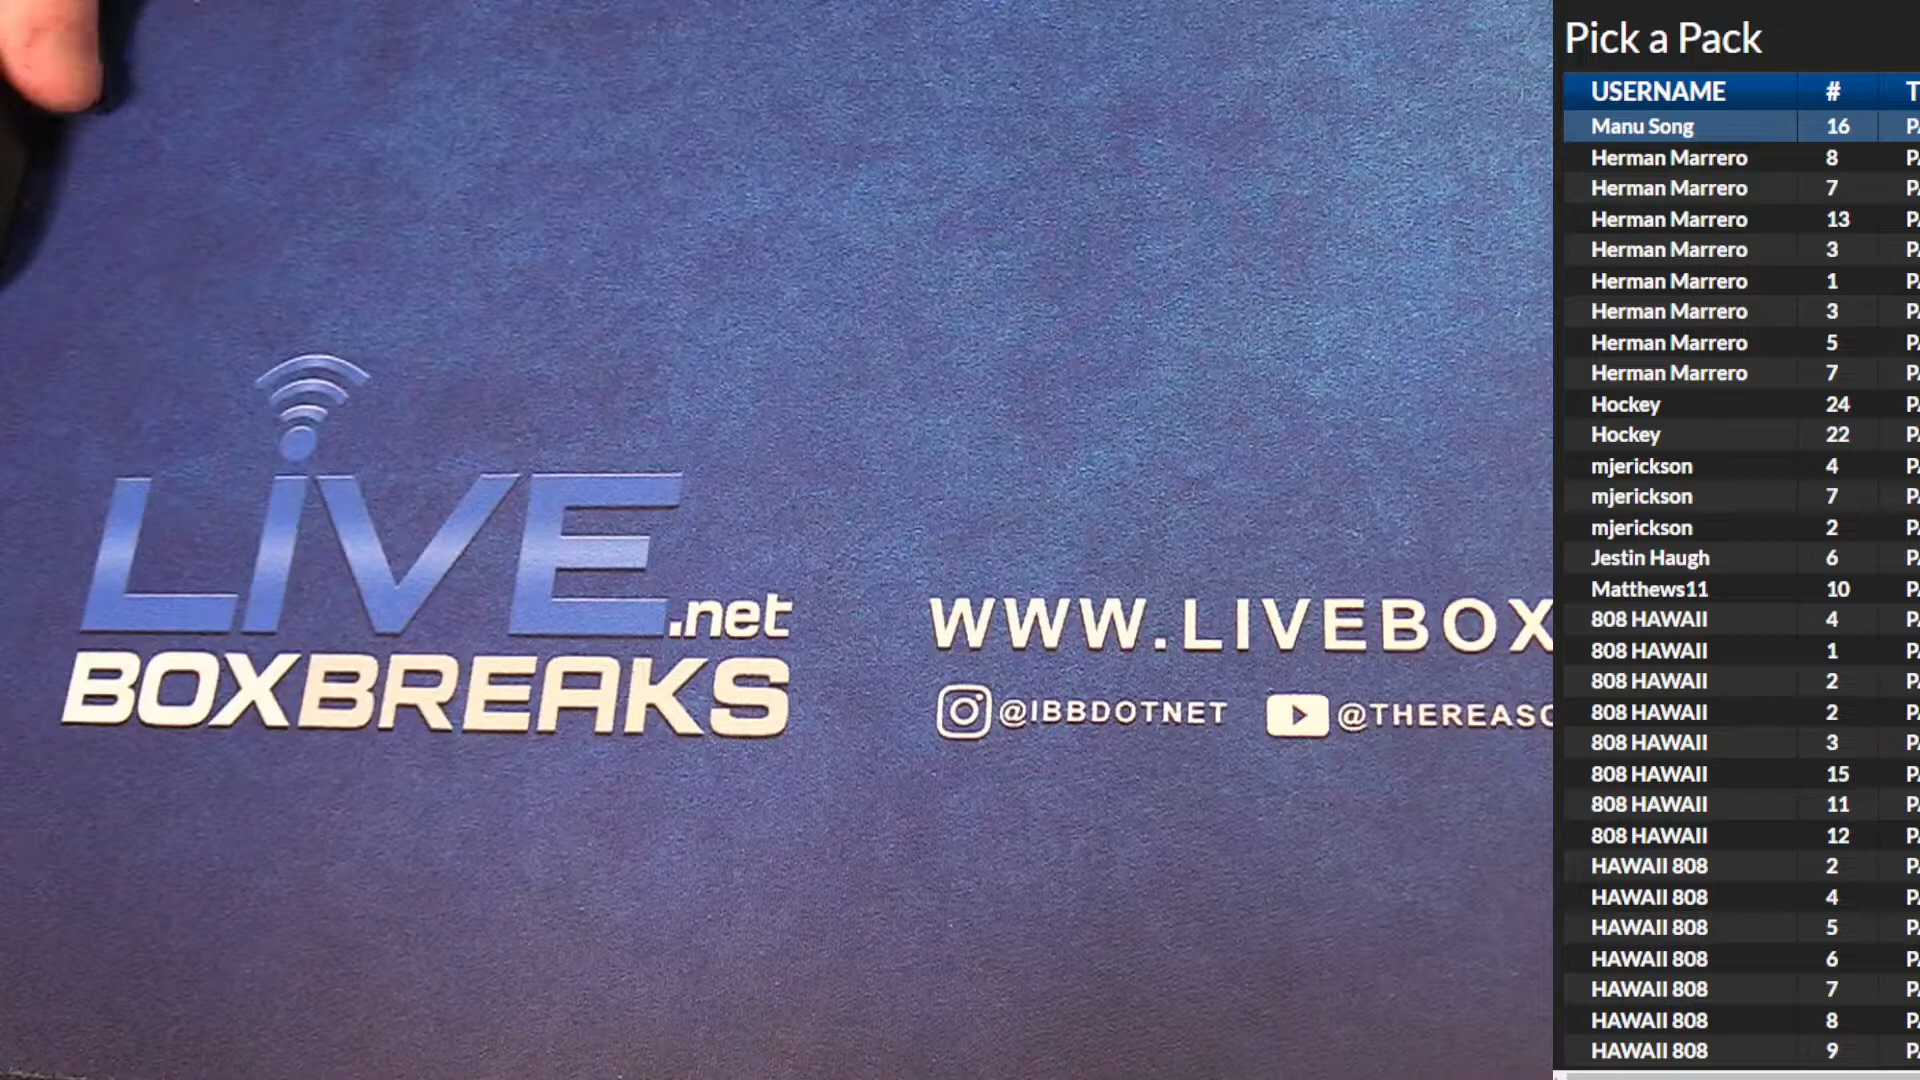 LIVE.net
BOXBREAKS
WWW.LIVEBOX
@IBBDOTNET @THEREASO
Pick a Pack
USERNAME #
Manu Song 16
Herman Marrero 8
Herman Marrero 7
Herman Marrero 13
Herman Marrero 3
Herman Marrero 1
Herman Marrero 3
Herman Marrero 5
Herman Marrero 7
Hockey 24
Hockey 22
mjerickson 4
mjerickson 7
mjerickson 2
Jestin Haugh 6
Matthews11 10
808 HAWAII 4
808 HAWAII 1
808 HAWAII 2
808 HAWAII 2
808 HAWAII 3
808 HAWAII 15
808 HAWAII 11
808 HAWAII 12
HAWAII 808 2
HAWAII 808 4
HAWAII 808 5
HAWAII 808 6
HAWAII 808 7
HAWAII 808 8
HAWAII 808 9